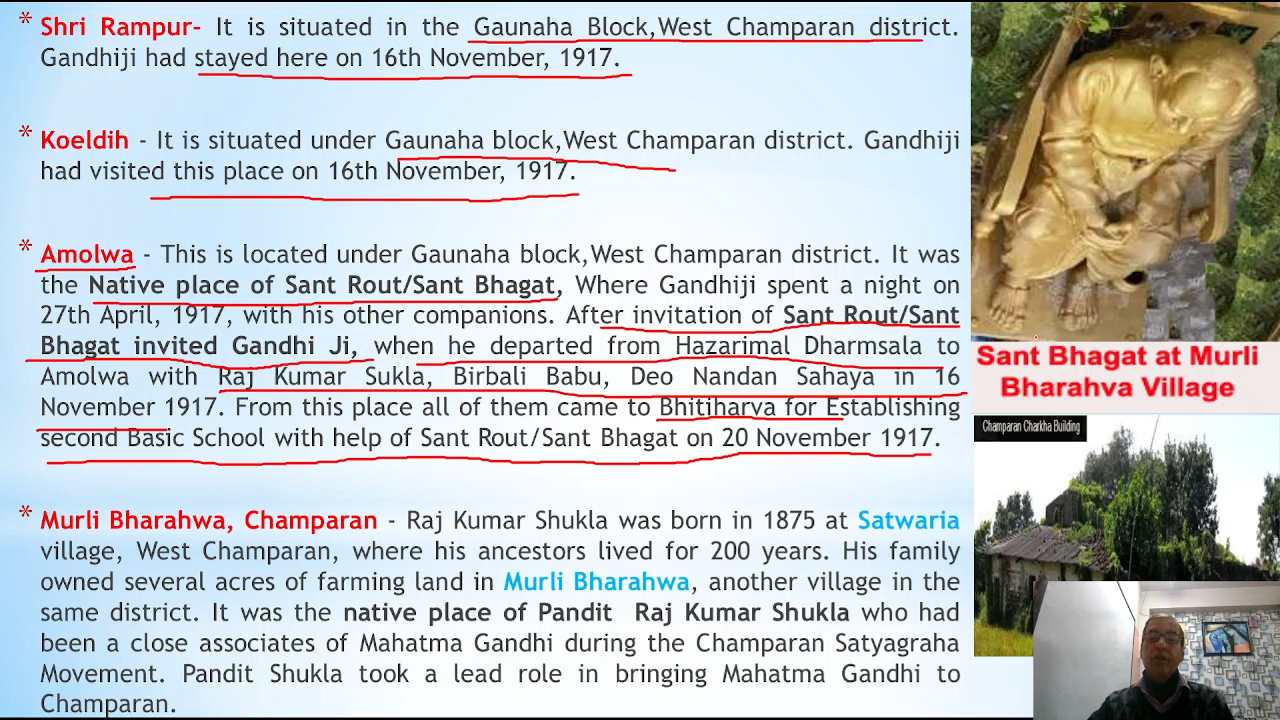 * Shri Rampur- It is situated in the Gaunaha Block,West Champaran district.
Gandhiji had stayed here on 16th November, 1917.
* Koeldih - It is situated under Gaunaha block,West Champaran district. Gandhiji
had visited this place on 16th November, 1917.
* Amolwa - This is located under Gaunaha block,West Champaran district. It was
the Native place of Sant Rout/Sant Bhagat, Where Gandhiji spent a night on
27th April, 1917, with his other companions. After invitation of Sant Rout/Sant
Bhagat invited Gandhi Ji, when he departed from Hazarimal Dharmsala to
Amolwa with Raj Kumar Sukla, Birbali Babu, Deo Nandan Sahaya in 16
November 1917. From this place all of them came to Bhitiharva for Establishing
second Basic School with help of Sant Rout/Sant Bhagat on 20 November 1917.
* Murli Bharahwa, Champaran - Raj Kumar Shukla was born in 1875 at Satwaria
village, West Champaran, where his ancestors lived for 200 years. His family
owned several acres of farming land in Murli Bharahwa, another village in the
same district. It was the native place of Pandit Raj Kumar Shukla who had
been a close associates of Mahatma Gandhi during the Champaran Satyagraha
Movement. Pandit Shukla took a lead role in bringing Mahatma Gandhi to
Champaran.
Sant Bhagat at Murli
Bharahva Village
Champaran Charkha Building